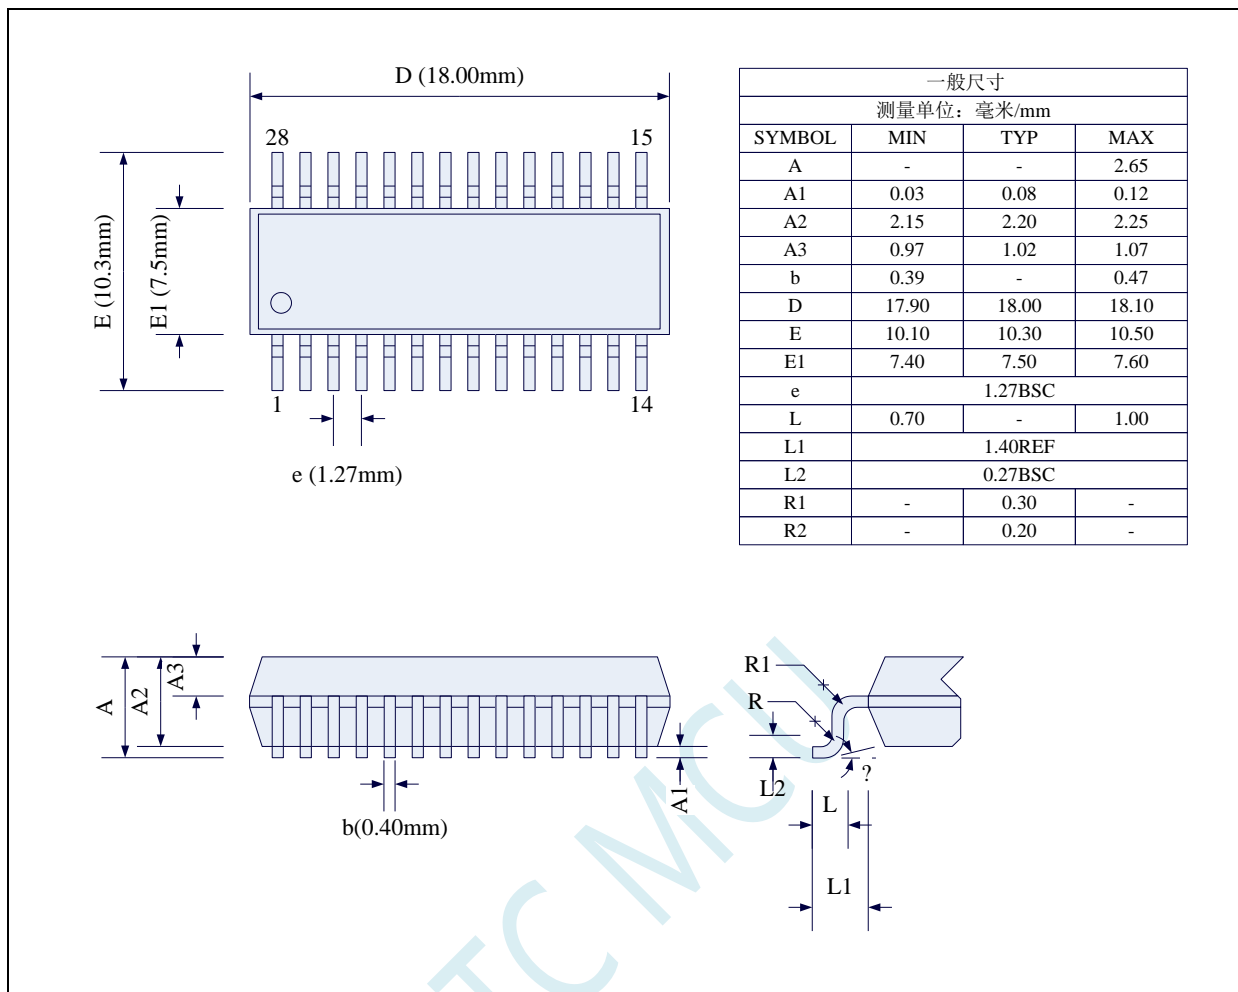 D (18.00mm)
28
15
E (10.3mm)
E1 (7.5mm)
1
14
e (1.27mm)
一般尺寸
测量单位：毫米/mm
SYMBOL MIN TYP MAX
A - - 2.65
A1 0.03 0.08 0.12
A2 2.15 2.20 2.25
A3 0.97 1.02 1.07
b 0.39 - 0.47
D 17.90 18.00 18.10
E 10.10 10.30 10.50
E1 7.40 7.50 7.60
e 1.27BSC
L 0.70 - 1.00
L1 1.40REF
L2 0.27BSC
R1 - 0.30 -
R2 - 0.20 -
A
A2
A3
A1
b(0.40mm)
R1
R
L2
L
?
L1
MCU